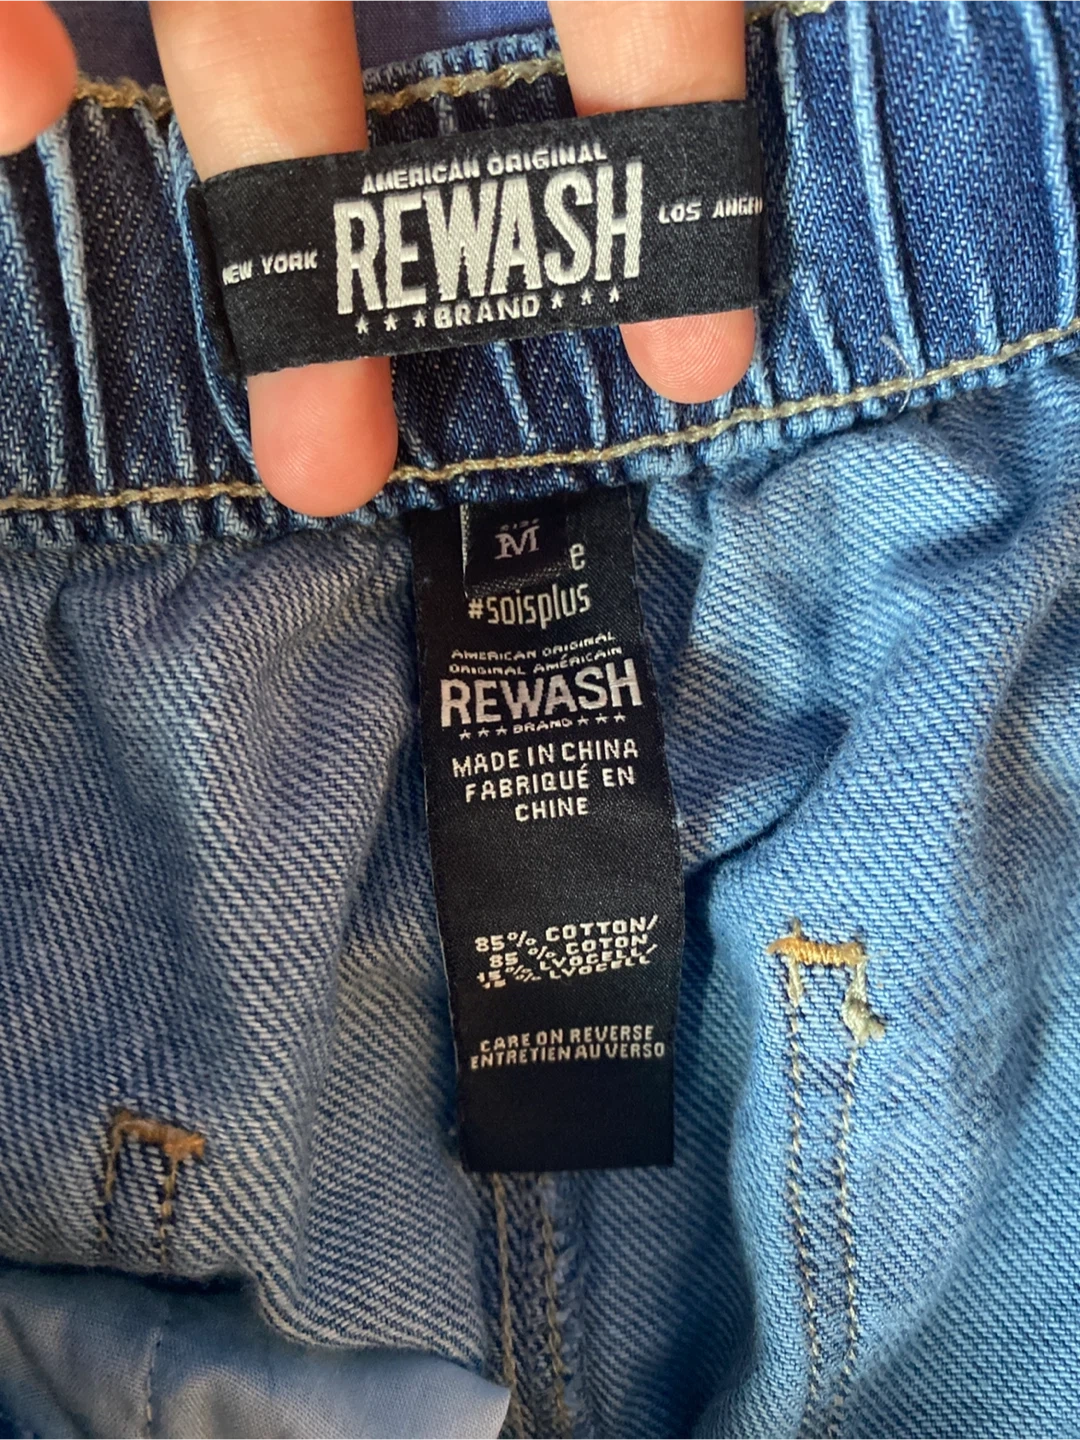 AMERICAN ORIGINAL
NEW YORK REWASH LOS
★ ★ ★ BRAND ★ ★ ★
SIZE
M
e
#soisplus
AMERICAN ORIGINAL
ORIGINAL AMÉRICAIN
REWASH
★ ★ ★ BRAND ★ ★ ★
MADE IN CHINA
FABRIQUÉ EN
CHINE
85% COTTON/
85 % COTON
15% LYOCELL/
15 % LYOCELL
CARE ON REVERSE
ENTRETIEN AU VERSO